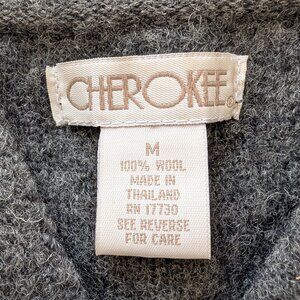 CHEROKEE®
M
100% WOOL
MADE IN
THAILAND
RN 17730
SEE REVERSE
FOR CARE